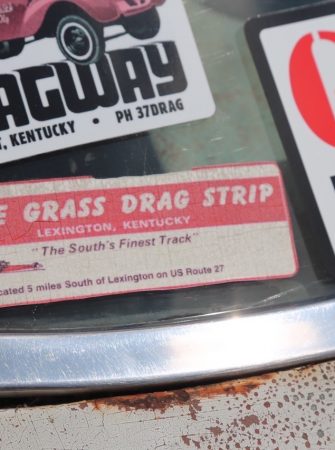 AGWAY
T, KENTUCKY • PH 37DRAG
E GRASS DRAG STRIP
LEXINGTON, KENTUCKY
"The South's Finest Track"
cated 5 miles South of Lexington on US Route 27